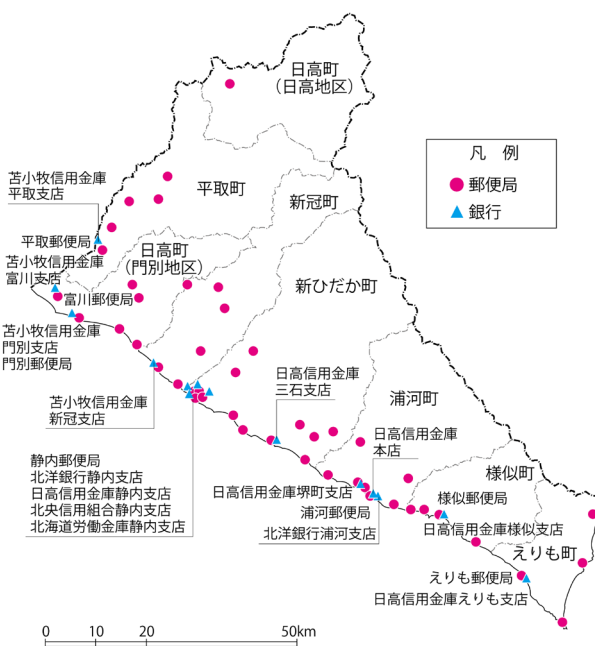 日高町
（日高地区）
凡 例
郵便局
銀行
苫小牧信用金庫
平取支店
平取町
新冠町
平取郵便局
日高町
（門別地区）
苫小牧信用金庫
富川支店
富川郵便局
新ひだか町
苫小牧信用金庫
門別支店
門別郵便局
日高信用金庫
三石支店
浦河町
苫小牧信用金庫
新冠支店
日高信用金庫
本店
静内郵便局
北洋銀行静内支店
日高信用金庫静内支店
北央信用組合静内支店
北海道労働金庫静内支店
様似町
日高信用金庫堺町支店
様似郵便局
浦河郵便局
北洋銀行浦河支店
日高信用金庫様似支店
えりも町
えりも郵便局
日高信用金庫えりも支店
0 10 20 50km